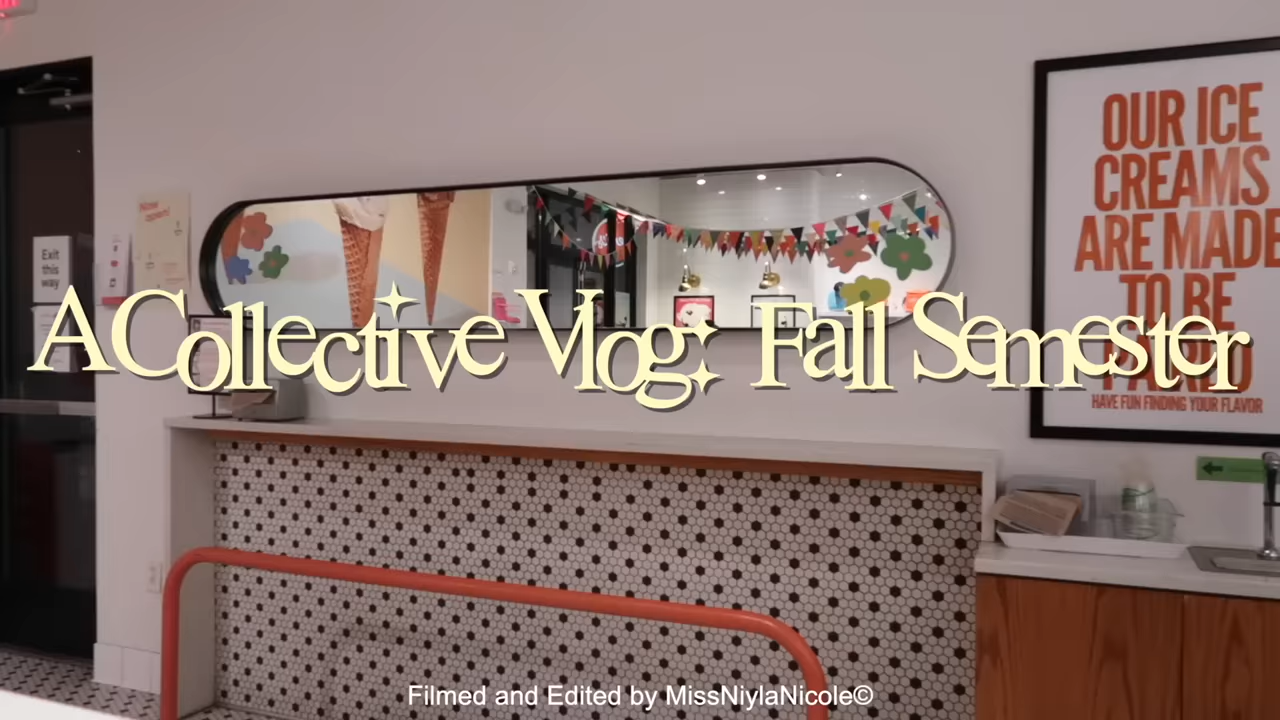 Exit
this
way
A Collective Vlog: Fall Semester
OUR ICE
CREAMS
ARE MADE
TO BE
PAIRED
HAVE FUN FINDING YOUR FLAVOR
Filmed and Edited by MissNiylaNicole©